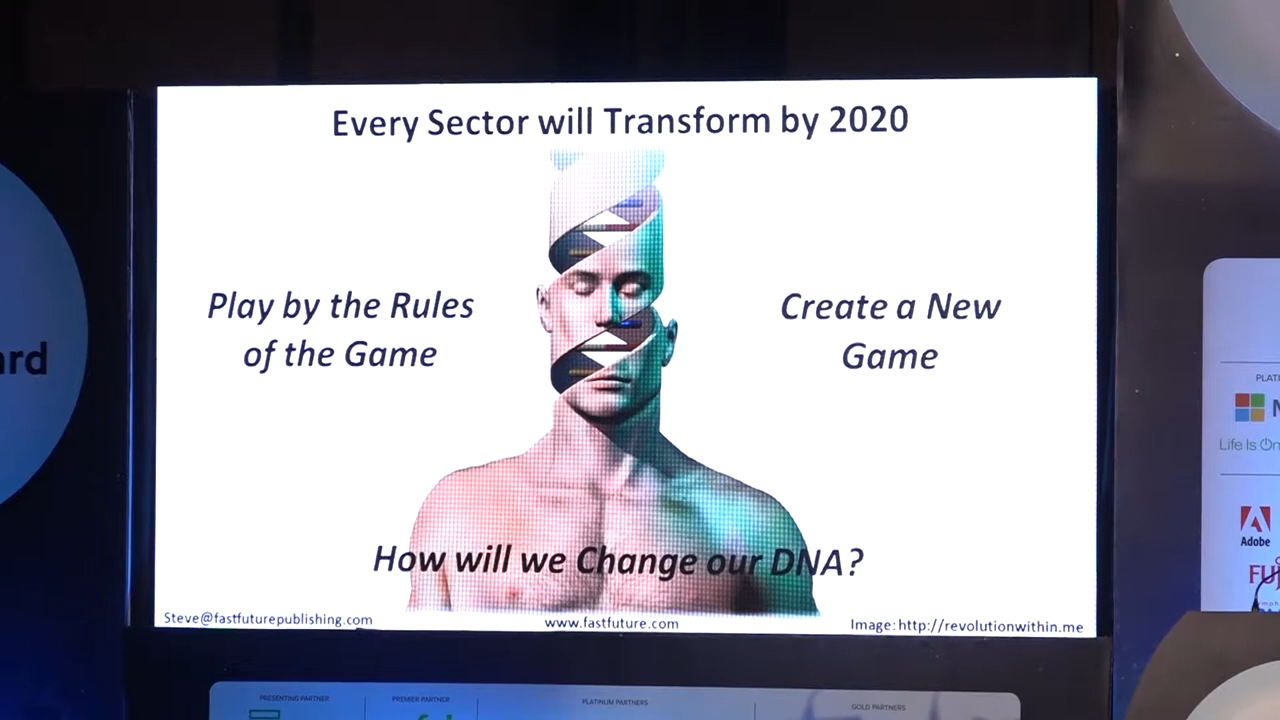 Every Sector will Transform by 2020
Play by the Rules
of the Game
Create a New
Game
How will we Change our DNA?
Steve@fastfuturepublishing.com
www.fastfuture.com
Image: http://revolutionwithin.me
ard
Life Is On
Adobe
PRESENTING PARTNER
PREMIER PARTNER
PLATINUM PARTNERS
GOLD PARTNERS